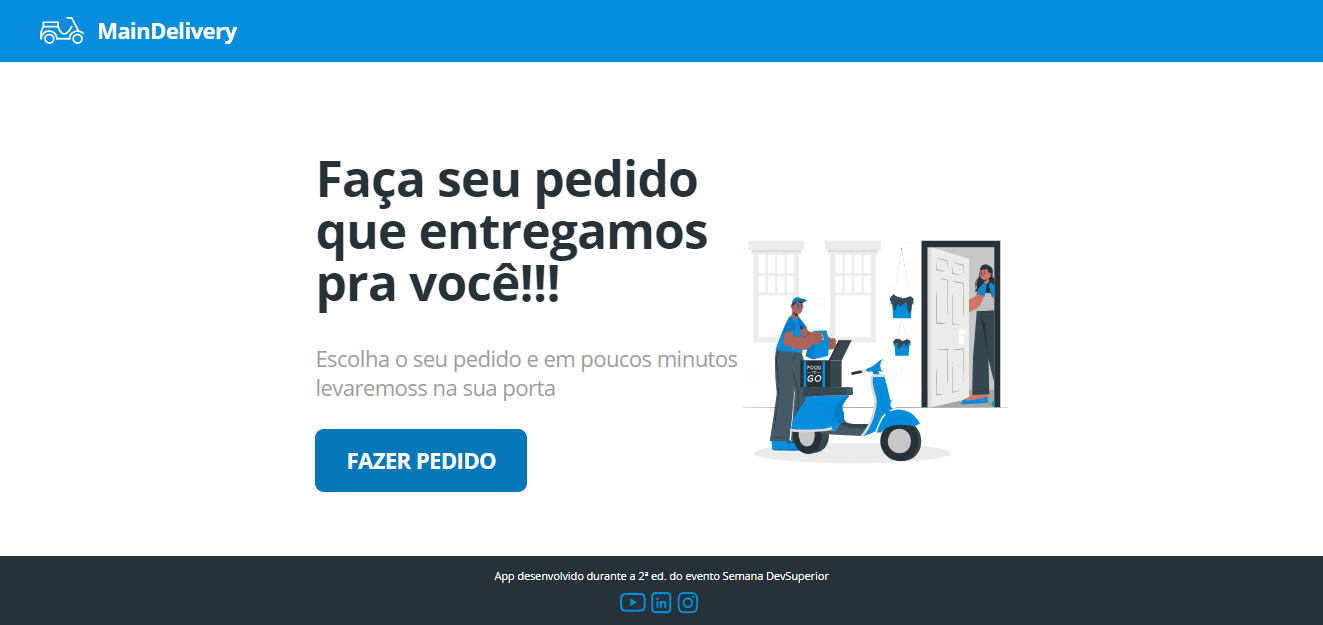 MainDelivery
Faça seu pedido
que entregamos
pra você!!!
Escolha o seu pedido e em poucos minutos
levaremoss na sua porta
FOOD
TO
GO
FAZER PEDIDO
App desenvolvido durante a 2ª ed. do evento Semana DevSuperior
in